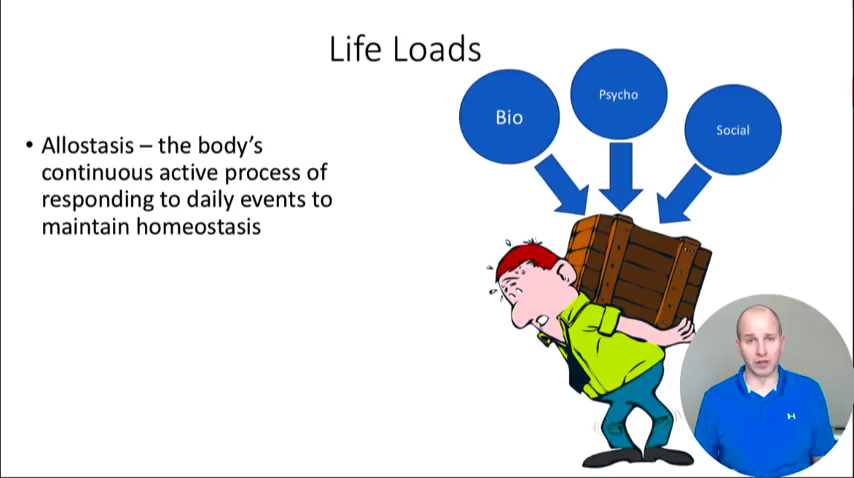 Life Loads
Bio
Psycho
Social
• Allostasis – the body’s
continuous active process of
responding to daily events to
maintain homeostasis